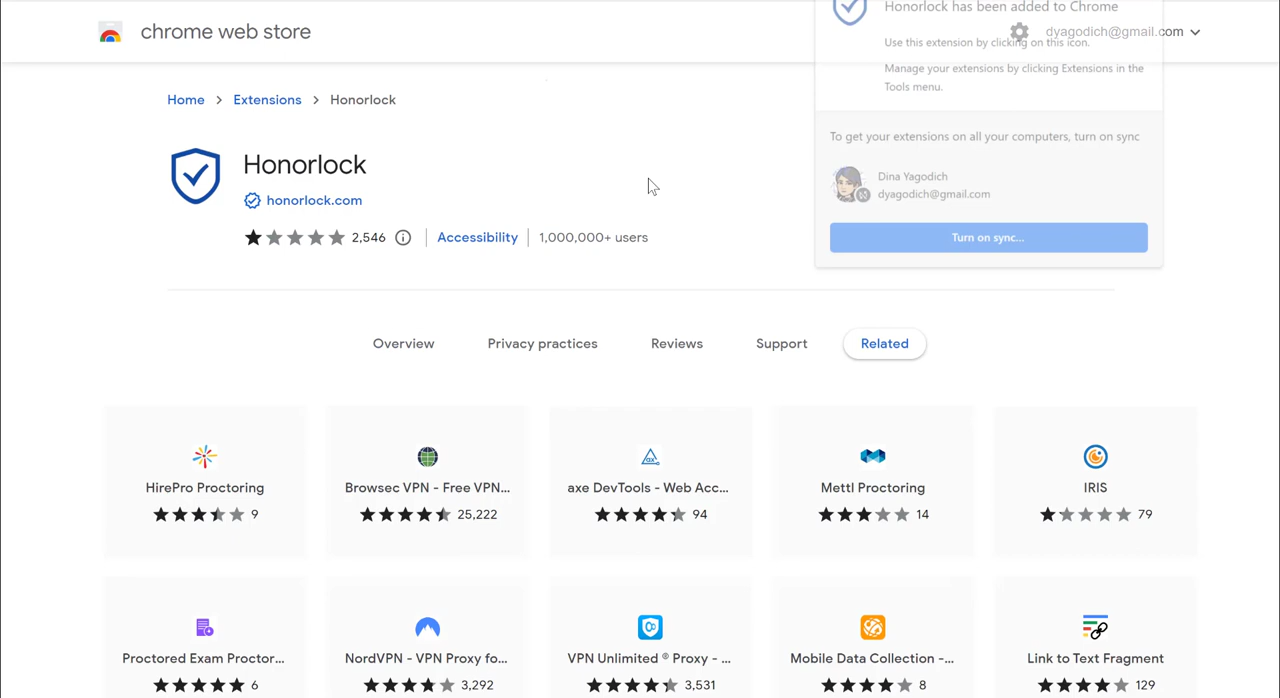 chrome web store
Honorlock has been added to Chrome
dyagodich@gmail.com
Use this extension by clicking on this icon.
Manage your extensions by clicking Extensions in the
Tools menu.
To get your extensions on all your computers, turn on sync
Dina Yagodich
dyagodich@gmail.com
Turn on sync...
Home > Extensions > Honorlock
Honorlock
honorlock.com
2,546 Accessibility 1,000,000+ users
Overview Privacy practices Reviews Support Related
HirePro Proctoring
9
Browsec VPN - Free VPN...
25,222
axe DevTools - Web Acc...
94
Mettl Proctoring
14
IRIS
79
Proctored Exam Proctor...
6
NordVPN - VPN Proxy fo...
3,292
VPN Unlimited ® Proxy - ...
3,531
Mobile Data Collection -...
8
Link to Text Fragment
129